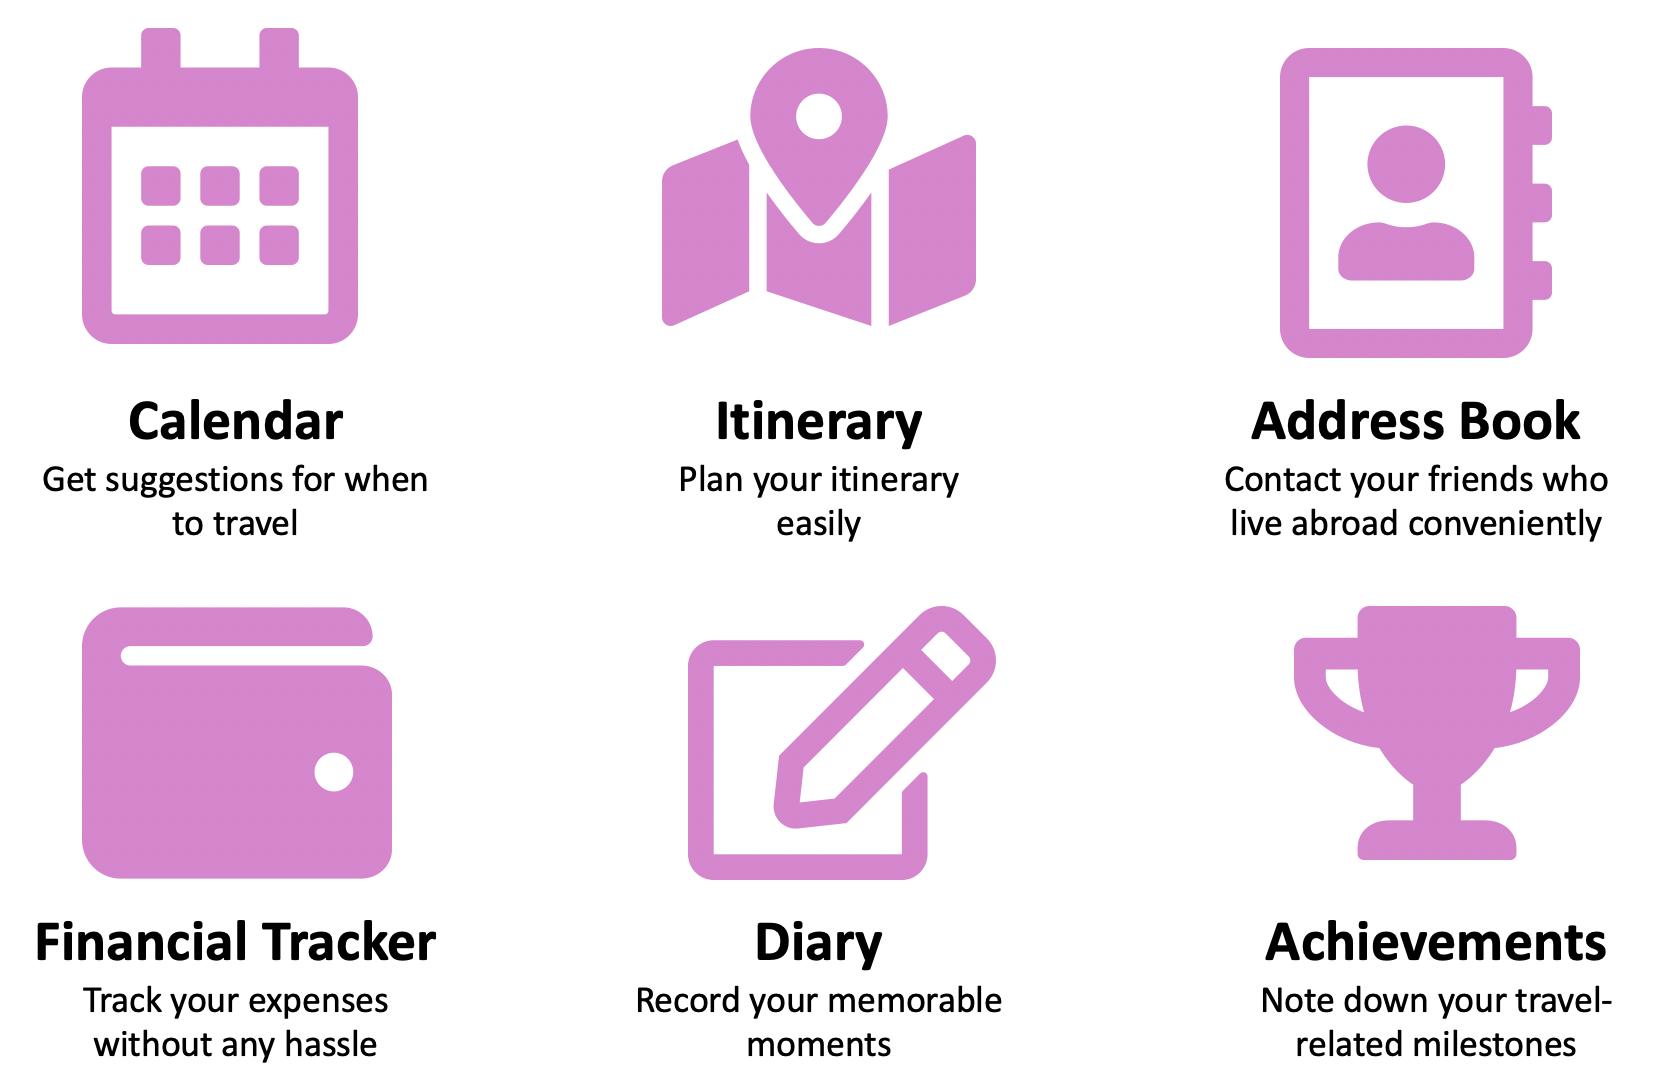 Calendar
Get suggestions for when
to travel
Itinerary
Plan your itinerary
easily
Address Book
Contact your friends who
live abroad conveniently
Financial Tracker
Track your expenses
without any hassle
Diary
Record your memorable
moments
Achievements
Note down your travel-
related milestones